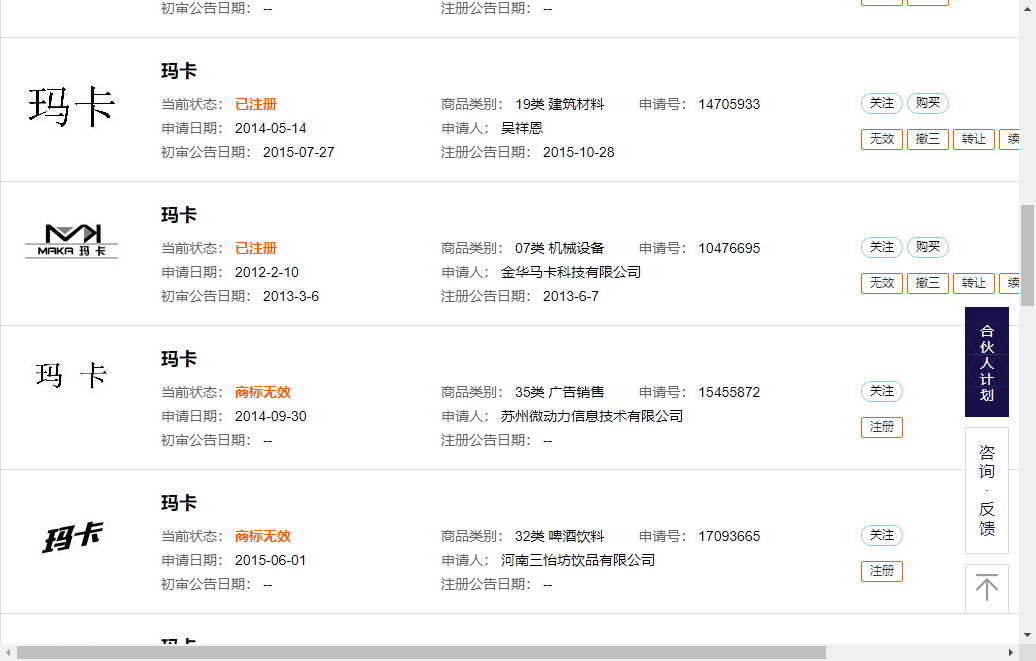 初审公告日期： -- 注册公告日期： --
玛卡
玛卡
当前状态： 已注册 商品类别： 19类 建筑材料 申请号： 14705933 关注 购买
申请日期： 2014-05-14 申请人： 吴祥恩
无效 撤三 转让 续
初审公告日期： 2015-07-27 注册公告日期： 2015-10-28
玛卡
MAKA 玛卡
当前状态： 已注册 商品类别： 07类 机械设备 申请号： 10476695 关注 购买
申请日期： 2012-2-10 申请人： 金华马卡科技有限公司
无效 撤三 转让 续
初审公告日期： 2013-3-6 注册公告日期： 2013-6-7
合伙人计划
玛卡
玛 卡
当前状态： 商标无效 商品类别： 35类 广告销售 申请号： 15455872 关注
申请日期： 2014-09-30 申请人： 苏州微动力信息技术有限公司
注册
初审公告日期： -- 注册公告日期： --
咨询·反馈
玛卡
玛卡
当前状态： 商标无效 商品类别： 32类 啤酒饮料 申请号： 17093665 关注
申请日期： 2015-06-01 申请人： 河南三怡坊饮品有限公司
注册
初审公告日期： -- 注册公告日期： --
玛卡